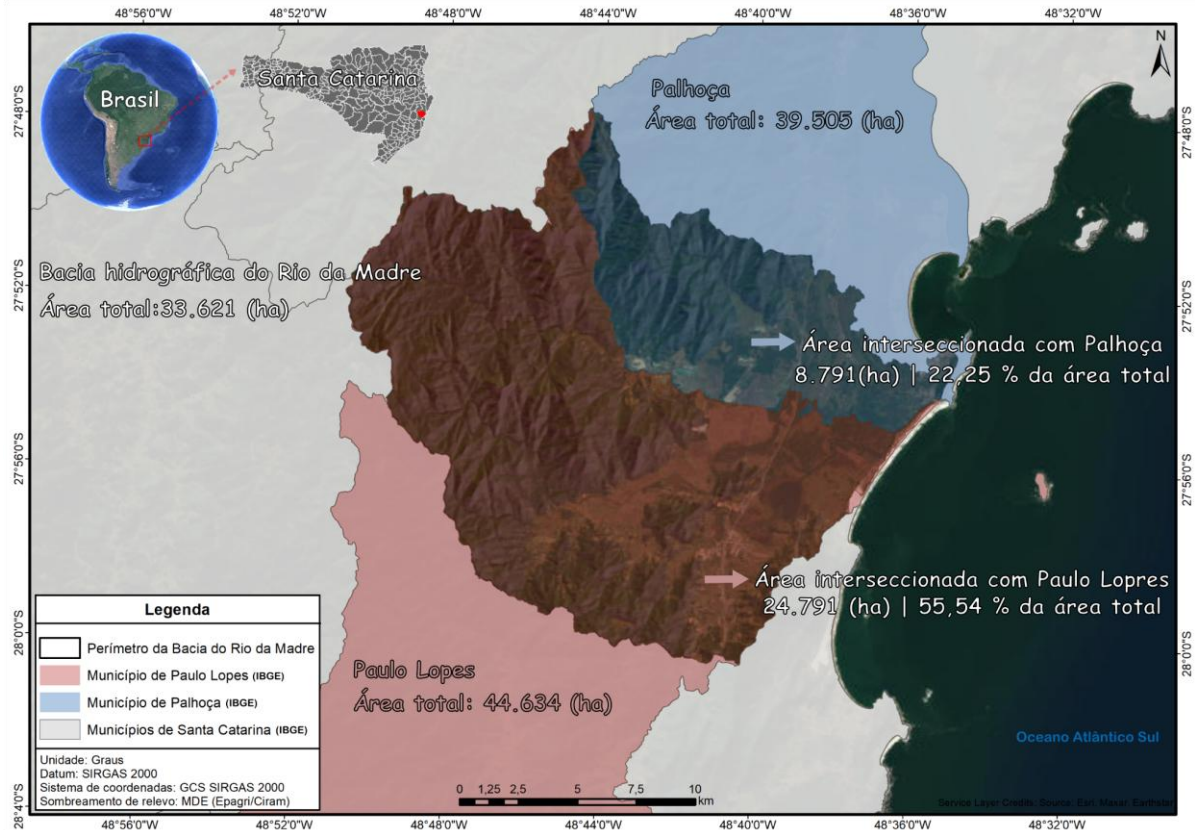 48°56'0"W
48°52'0"W
48°48'0"W
48°44'0"W
48°40'0"W
48°36'0"W
48°32'0"W
N
Brasil
Santa Catarina
Palhoça
Área total: 39.505 (ha)
27°48'0"S
27°48'0"S
Bacia hidrográfica do Rio da Madre
Área total:33.621 (ha)
27°52'0"S
27°52'0"S
Área interseccionada com Palhoça
8.791(ha) | 22,25 % da área total
27°56'0"S
27°56'0"S
Área interseccionada com Paulo Lopres
24.791 (ha) | 55,54 % da área total
28°0'0"S
28°0'0"S
Paulo Lopes
Área total: 44.634 (ha)
Legenda
Perímetro da Bacia do Rio da Madre
Município de Paulo Lopes (IBGE)
Município de Palhoça (IBGE)
Municípios de Santa Catarina (IBGE)
Unidade: Graus
Datum: SIRGAS 2000
Sistema de coordenadas: GCS SIRGAS 2000
Sombreamento de relevo: MDE (Epagri/Ciram)
Oceano Atlântico Sul
0 1,25 2,5 5 7,5 10
km
Service Layer Credits: Source: Esri, Maxar, Earthstar
28°4'0"S
48°56'0"W
48°52'0"W
48°48'0"W
48°44'0"W
48°40'0"W
48°36'0"W
48°32'0"W